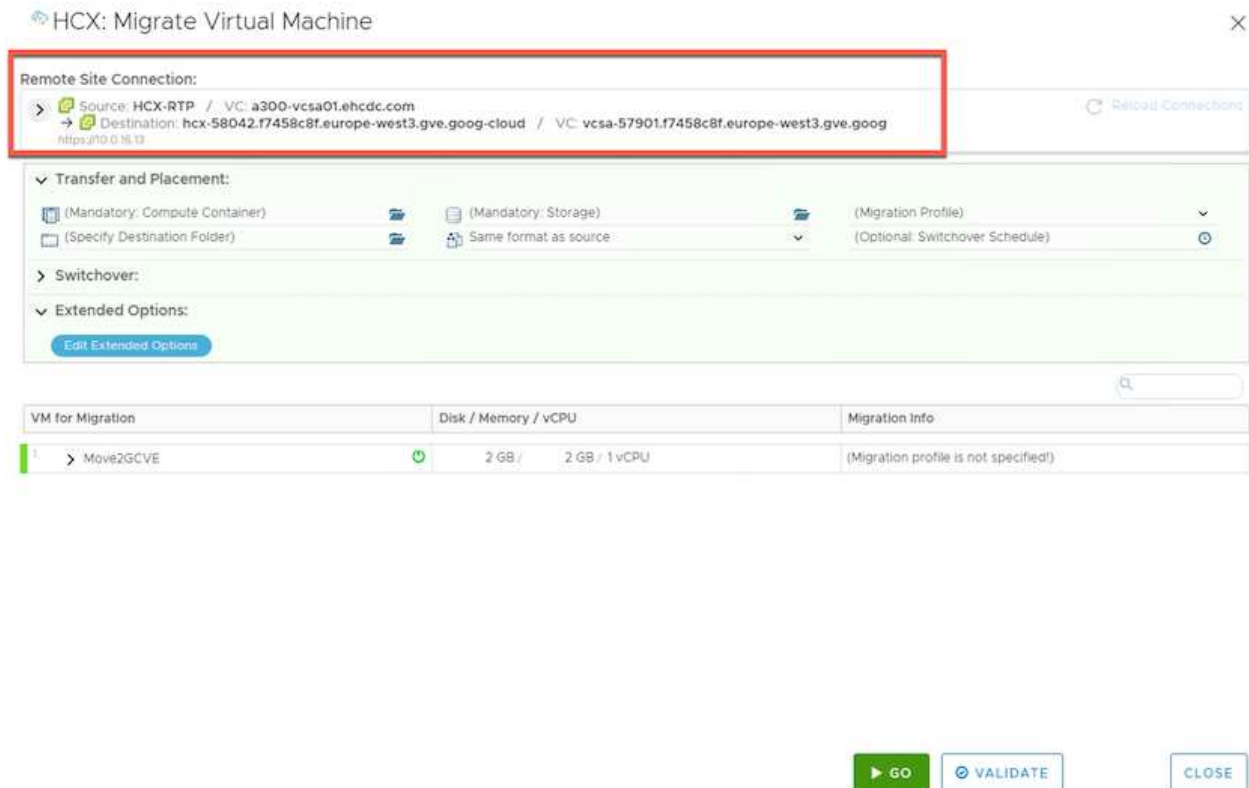 HCX: Migrate Virtual Machine
Remote Site Connection:
Source: HCX-RTP / VC: a300-vcsa01.ehcdc.com
Reload Connections
→ Destination: hcx-58042.f7458c8f.europe-west3.gve.goog-cloud / VC: vcsa-57901.f7458c8f.europe-west3.gve.goog
https://10.0.16.13
Transfer and Placement:
(Mandatory: Compute Container) (Mandatory: Storage) (Migration Profile)
(Specify Destination Folder) Same format as source (Optional: Switchover Schedule)
Switchover:
Extended Options:
Edit Extended Options
VM for Migration Disk / Memory / vCPU Migration Info
1 Move2GCVE 2 GB / 2 GB / 1 vCPU (Migration profile is not specified!)
GO VALIDATE CLOSE